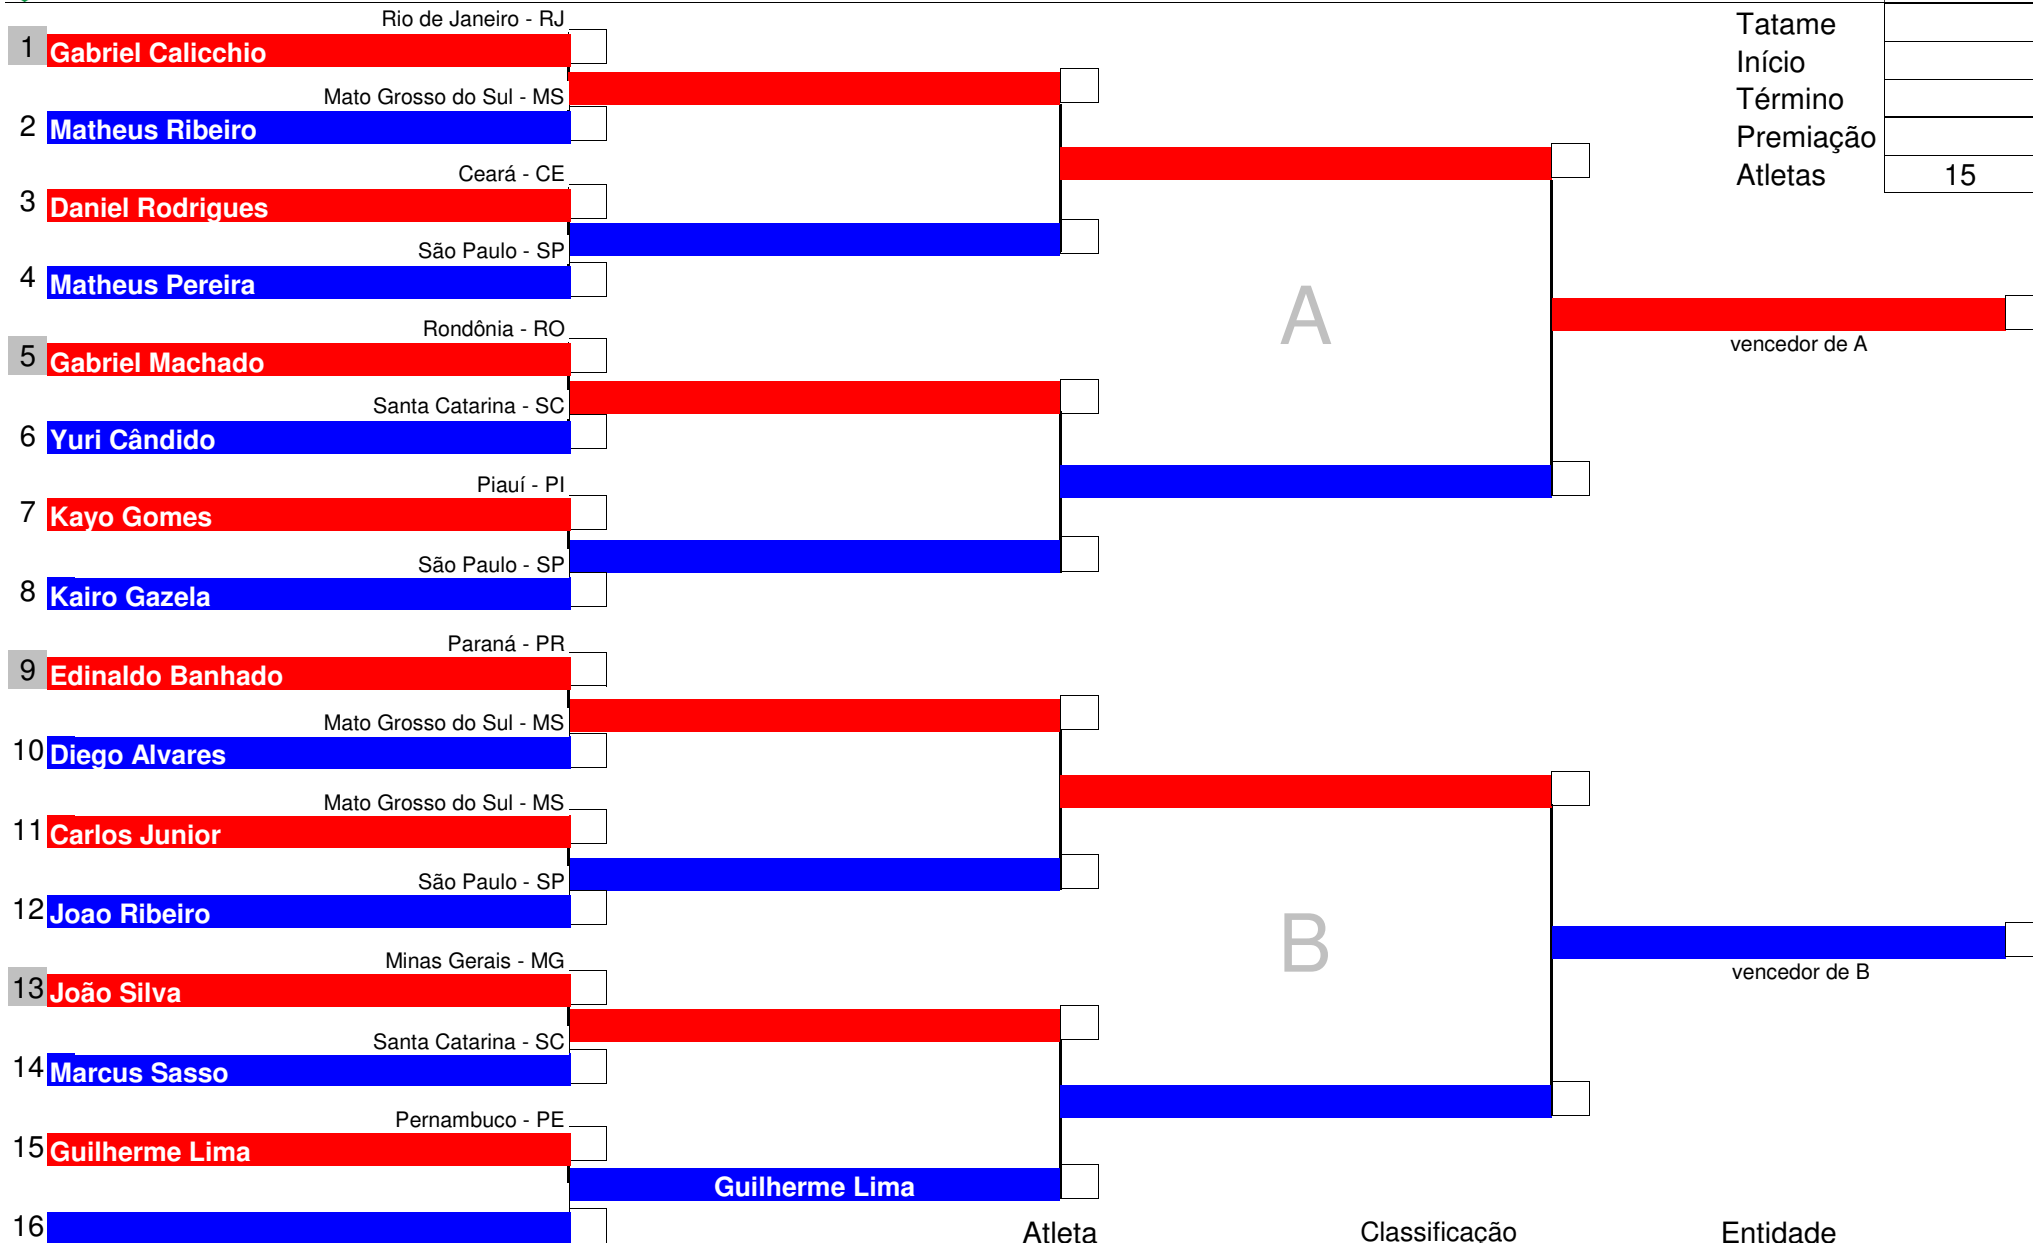 Rio de Janeiro - RJ
1 Gabriel Calicchio
Mato Grosso do Sul - MS
2 Matheus Ribeiro
Ceará - CE
3 Daniel Rodrigues
São Paulo - SP
4 Matheus Pereira
Rondônia - RO
5 Gabriel Machado
Santa Catarina - SC
6 Yuri Cândido
Piauí - PI
7 Kayo Gomes
São Paulo - SP
8 Kairo Gazela
Paraná - PR
9 Edinaldo Banhado
Mato Grosso do Sul - MS
10 Diego Alvares
Mato Grosso do Sul - MS
11 Carlos Junior
São Paulo - SP
12 Joao Ribeiro
Minas Gerais - MG
13 João Silva
Santa Catarina - SC
14 Marcus Sasso
Pernambuco - PE
15 Guilherme Lima
16
Guilherme Lima
A
B
vencedor de A
vencedor de B
Tatame
Início
Término
Premiação
Atletas 15
Atleta Classificação Entidade